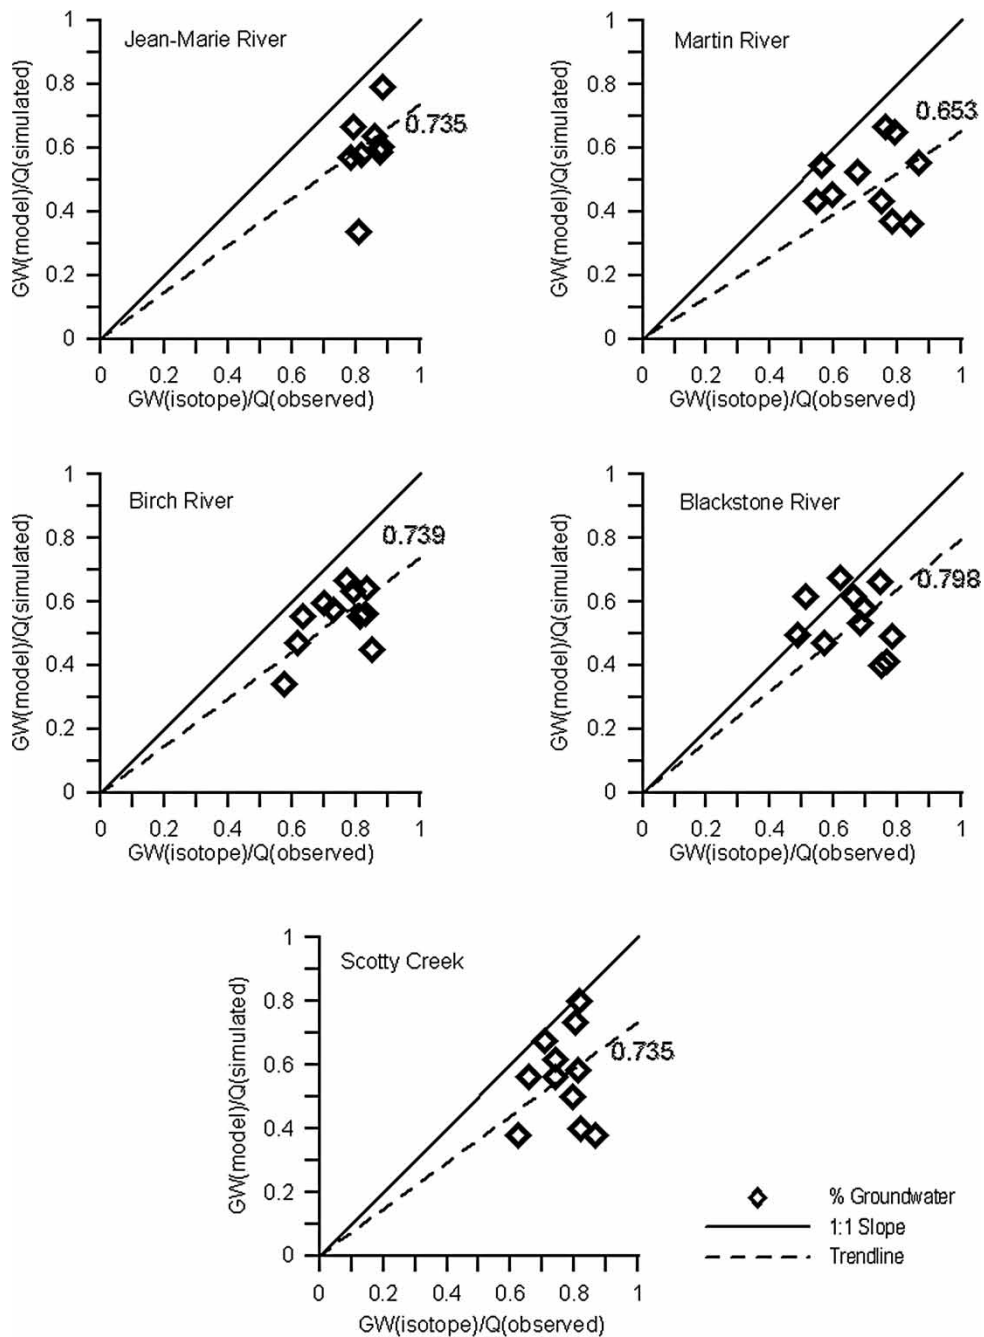 1
Jean-Marie River
0.8
0.735
0.6
0.4
0.2
0
GW(model)/Q(simulated)
0 0.2 0.4 0.6 0.8 1
GW(isotope)/Q(observed)
1
Martin River
0.8
0.653
0.6
0.4
0.2
0
GW(model)/Q(simulated)
0 0.2 0.4 0.6 0.8 1
GW(isotope)/Q(observed)
1
Birch River
0.8
0.739
0.6
0.4
0.2
0
GW(model)/Q(simulated)
0 0.2 0.4 0.6 0.8 1
GW(isotope)/Q(observed)
1
Blackstone River
0.8
0.798
0.6
0.4
0.2
0
GW(model)/Q(simulated)
0 0.2 0.4 0.6 0.8 1
GW(isotope)/Q(observed)
1
Scotty Creek
0.8
0.735
0.6
0.4
0.2
0
GW(model)/Q(simulated)
0 0.2 0.4 0.6 0.8 1
GW(isotope)/Q(observed)
% Groundwater
1:1 Slope
Trendline